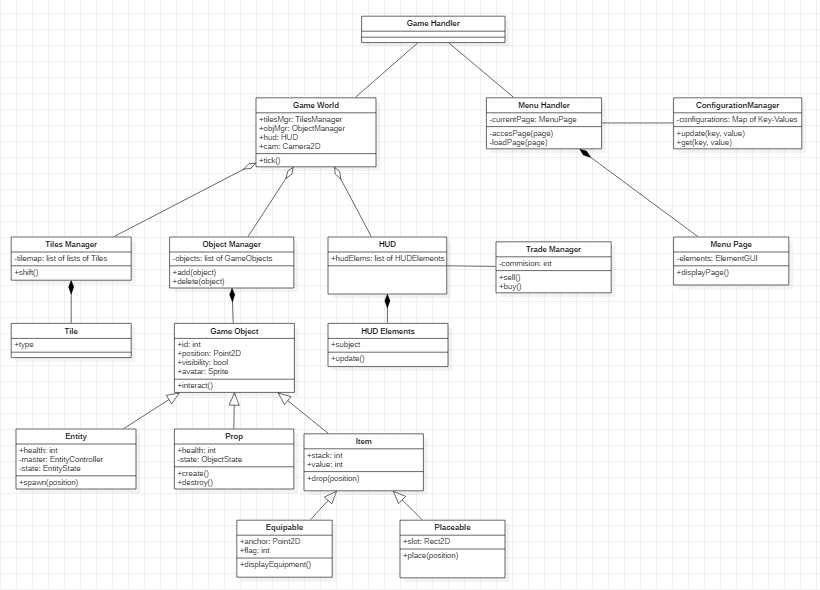 Game Handler
Game World
+tilesMgr: TilesManager
+objMgr: ObjectManager
+hud: HUD
+cam: Camera2D
+tick()
Menu Handler
-currentPage: MenuPage
-accesPage(page)
-loadPage(page)
ConfigurationManager
-configurations: Map of Key-Values
+update(key, value)
+get(key, value)
Tiles Manager
-tilemap: list of lists of Tiles
+shift()
Object Manager
-objects: list of GameObjects
+add(object)
+delete(object)
HUD
+hudElems: list of HUDElements
Trade Manager
-commision: int
+sell()
+buy()
Menu Page
-elements: ElementGUI
+displayPage()
Tile
+type
Game Object
+id: int
+position: Point2D
+visibility: bool
+avatar: Sprite
+interact()
HUD Elements
+subject
+update()
Entity
+health: int
-master: EntityController
-state: EntityState
+spawn(position)
Prop
+health: int
-state: ObjectState
+create()
+destroy()
Item
+stack: int
+value: int
+drop(position)
Equipable
+anchor: Point2D
+flag: int
+displayEquipment()
Placeable
+slot: Rect2D
+place(position)